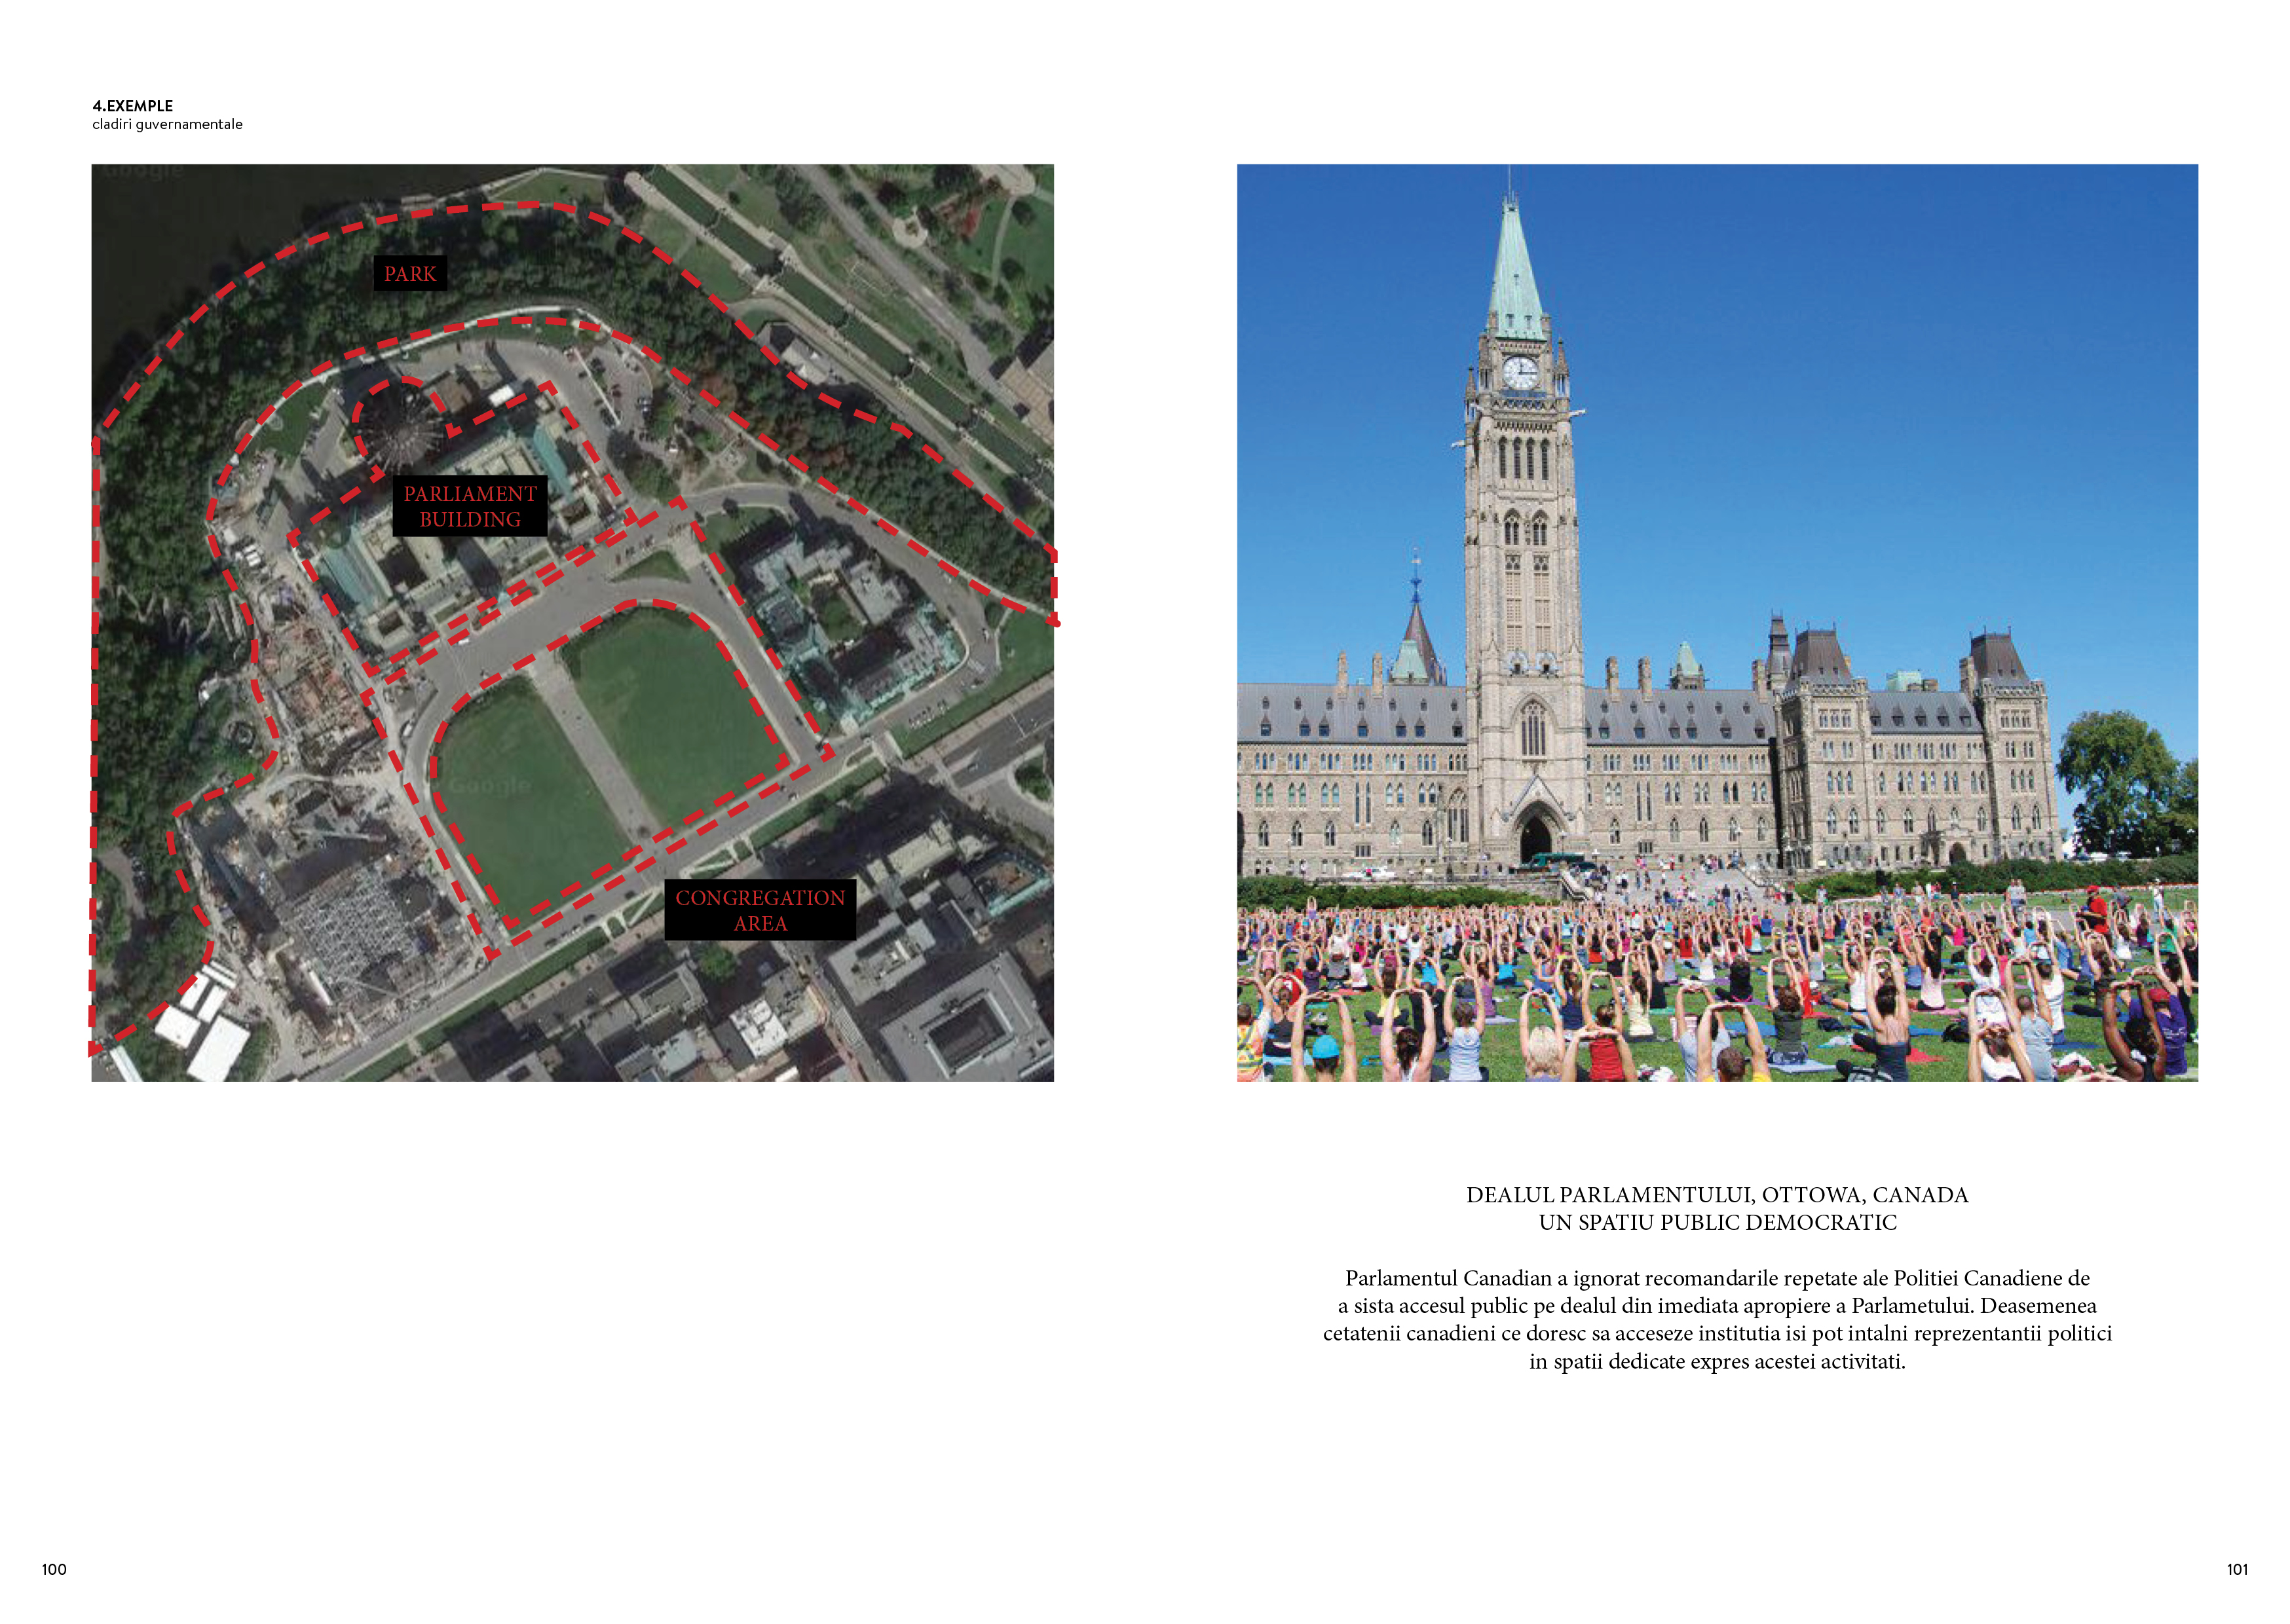 4.EXEMPLE
cladiri guvernamentale
Google
PARK
PARLIAMENT
BUILDING
Google
CONGREGATION
AREA
DEALUL PARLAMENTULUI, OTTOWA, CANADA
UN SPATIU PUBLIC DEMOCRATIC
Parlamentul Canadian a ignorat recomandarile repetate ale Politiei Canadiene de
a sista accesul public pe dealul din imediata apropiere a Parlametului. Deasemenea
cetatenii canadieni ce doresc sa acceseze institutia isi pot intalni reprezentantii politici
in spatii dedicate expres acestei activitati.
100
101